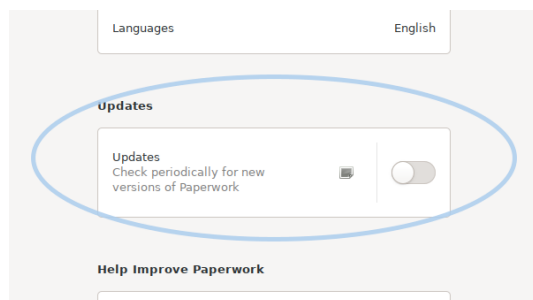 Languages
English
Updates
Updates
Check periodically for new
versions of Paperwork
Help Improve Paperwork